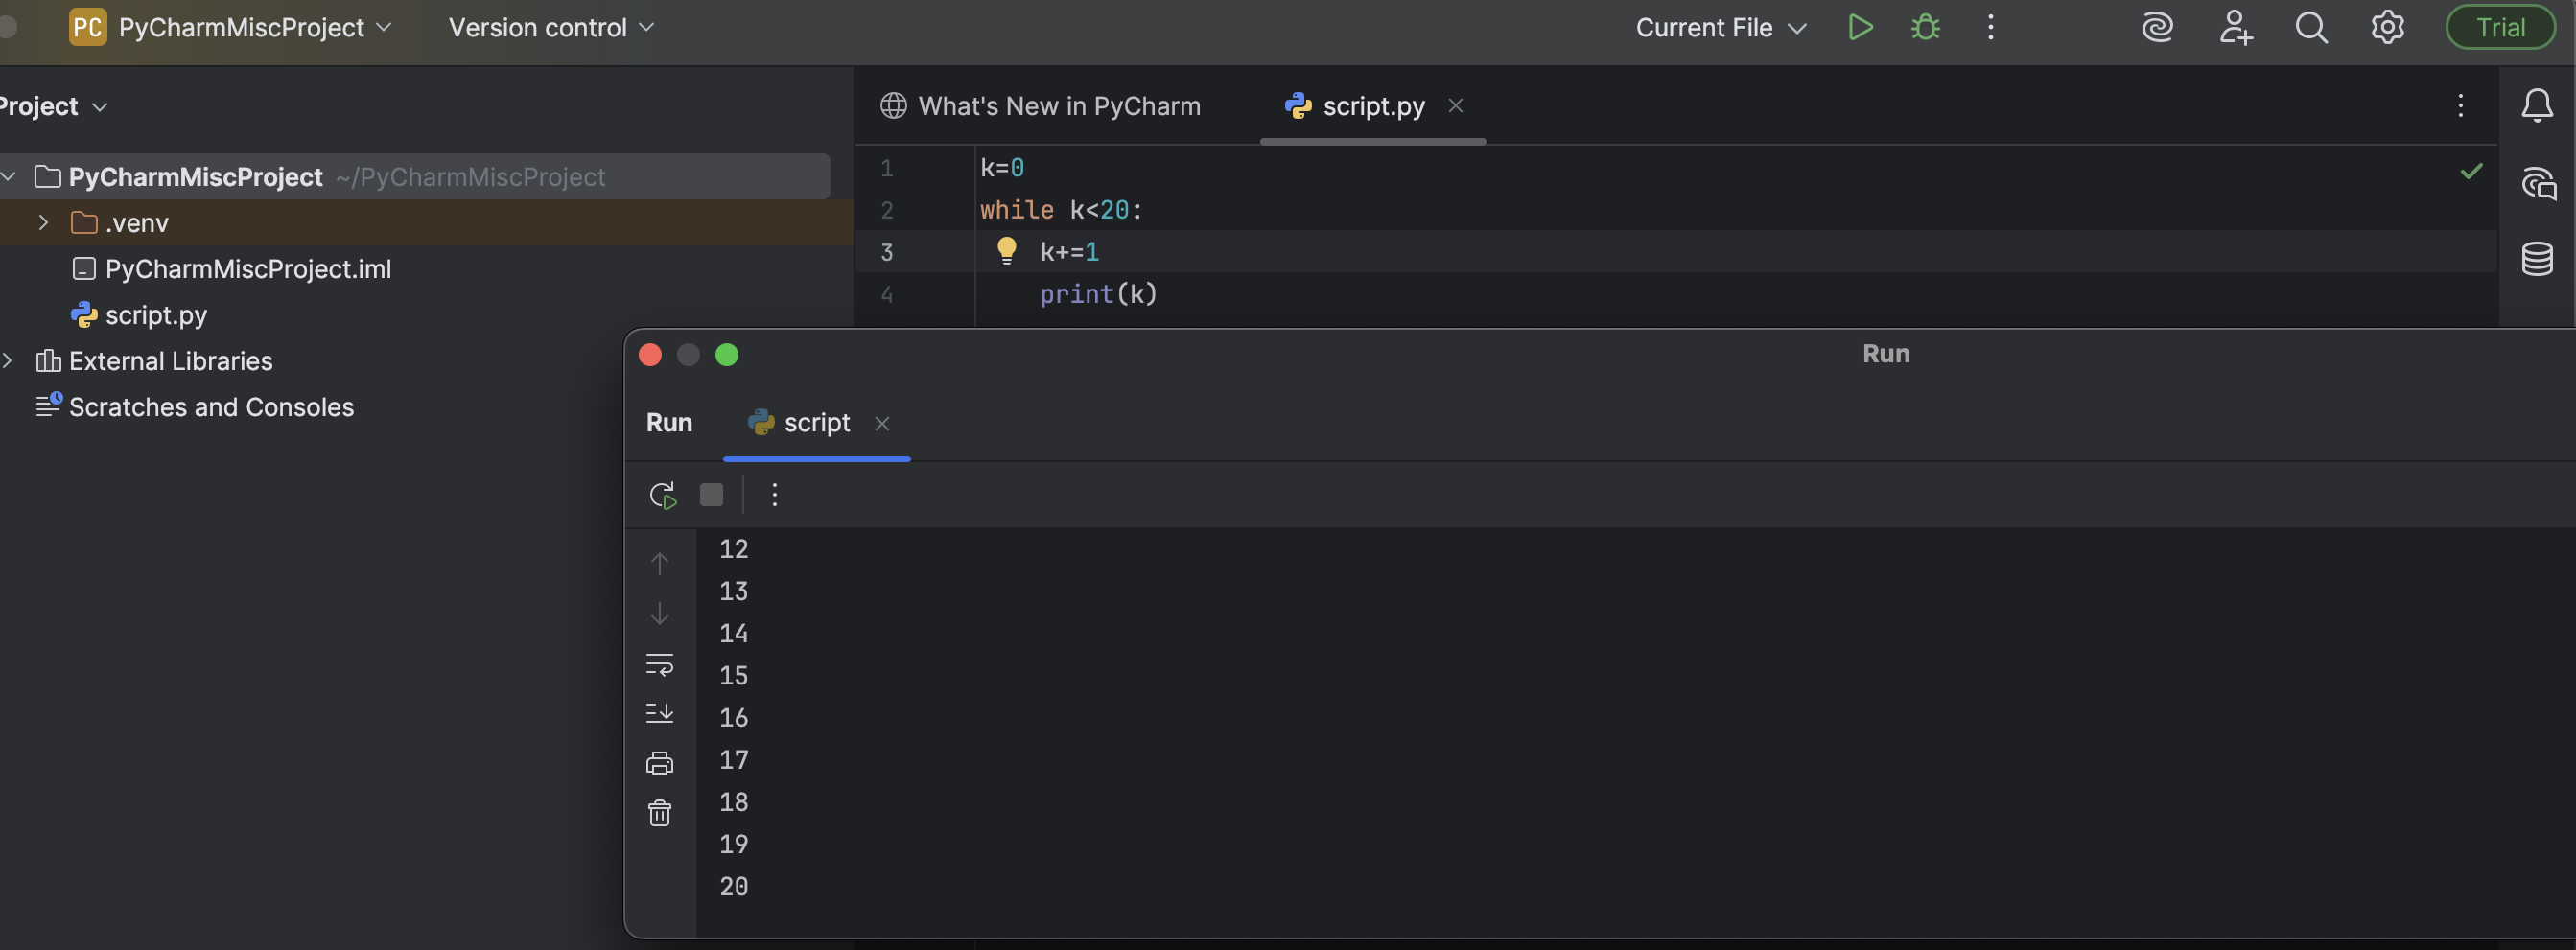 PC PyCharmMiscProject Version control Current File Trial
Project
What's New in PyCharm script.py
PyCharmMiscProject ~/PyCharmMiscProject
.venv
PyCharmMiscProject.iml
script.py
External Libraries
Scratches and Consoles
1 k=0
2 while k<20:
3 k+=1
4 print(k)
Run
Run script
12
13
14
15
16
17
18
19
20